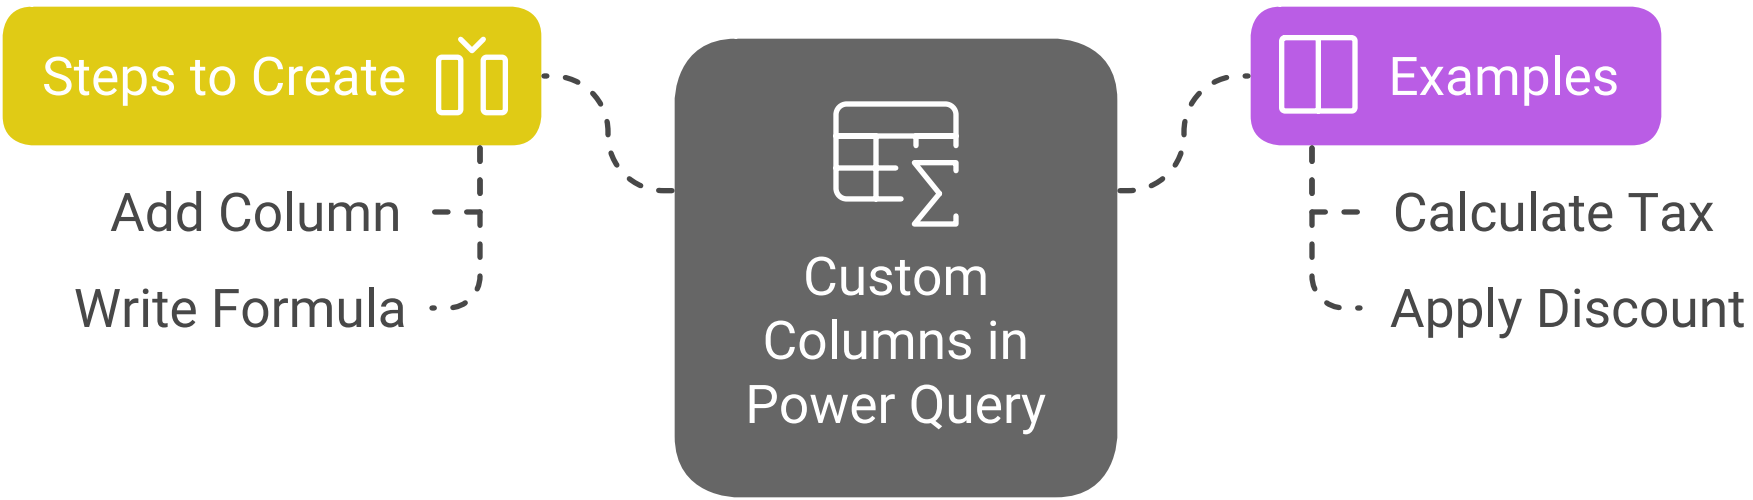 Steps to Create
Add Column
Write Formula
Custom
Columns in
Power Query
Examples
Calculate Tax
Apply Discount